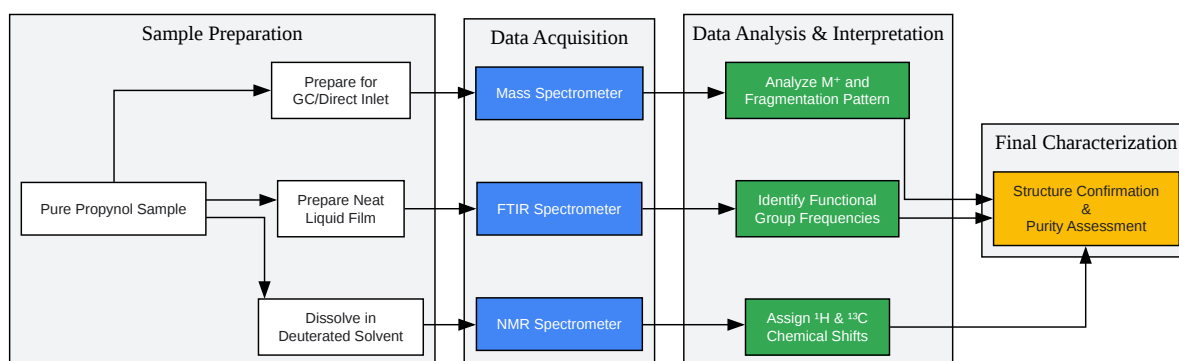 Sample Preparation
Data Acquisition
Data Analysis & Interpretation
Final Characterization
Prepare for
GC/Direct Inlet
Mass Spectrometer
Analyze M⁺ and
Fragmentation Pattern
Pure Propynol Sample
Prepare Neat
Liquid Film
FTIR Spectrometer
Identify Functional
Group Frequencies
Structure Confirmation
&
Purity Assessment
Dissolve in
Deuterated Solvent
NMR Spectrometer
Assign ¹H & ¹³C
Chemical Shifts